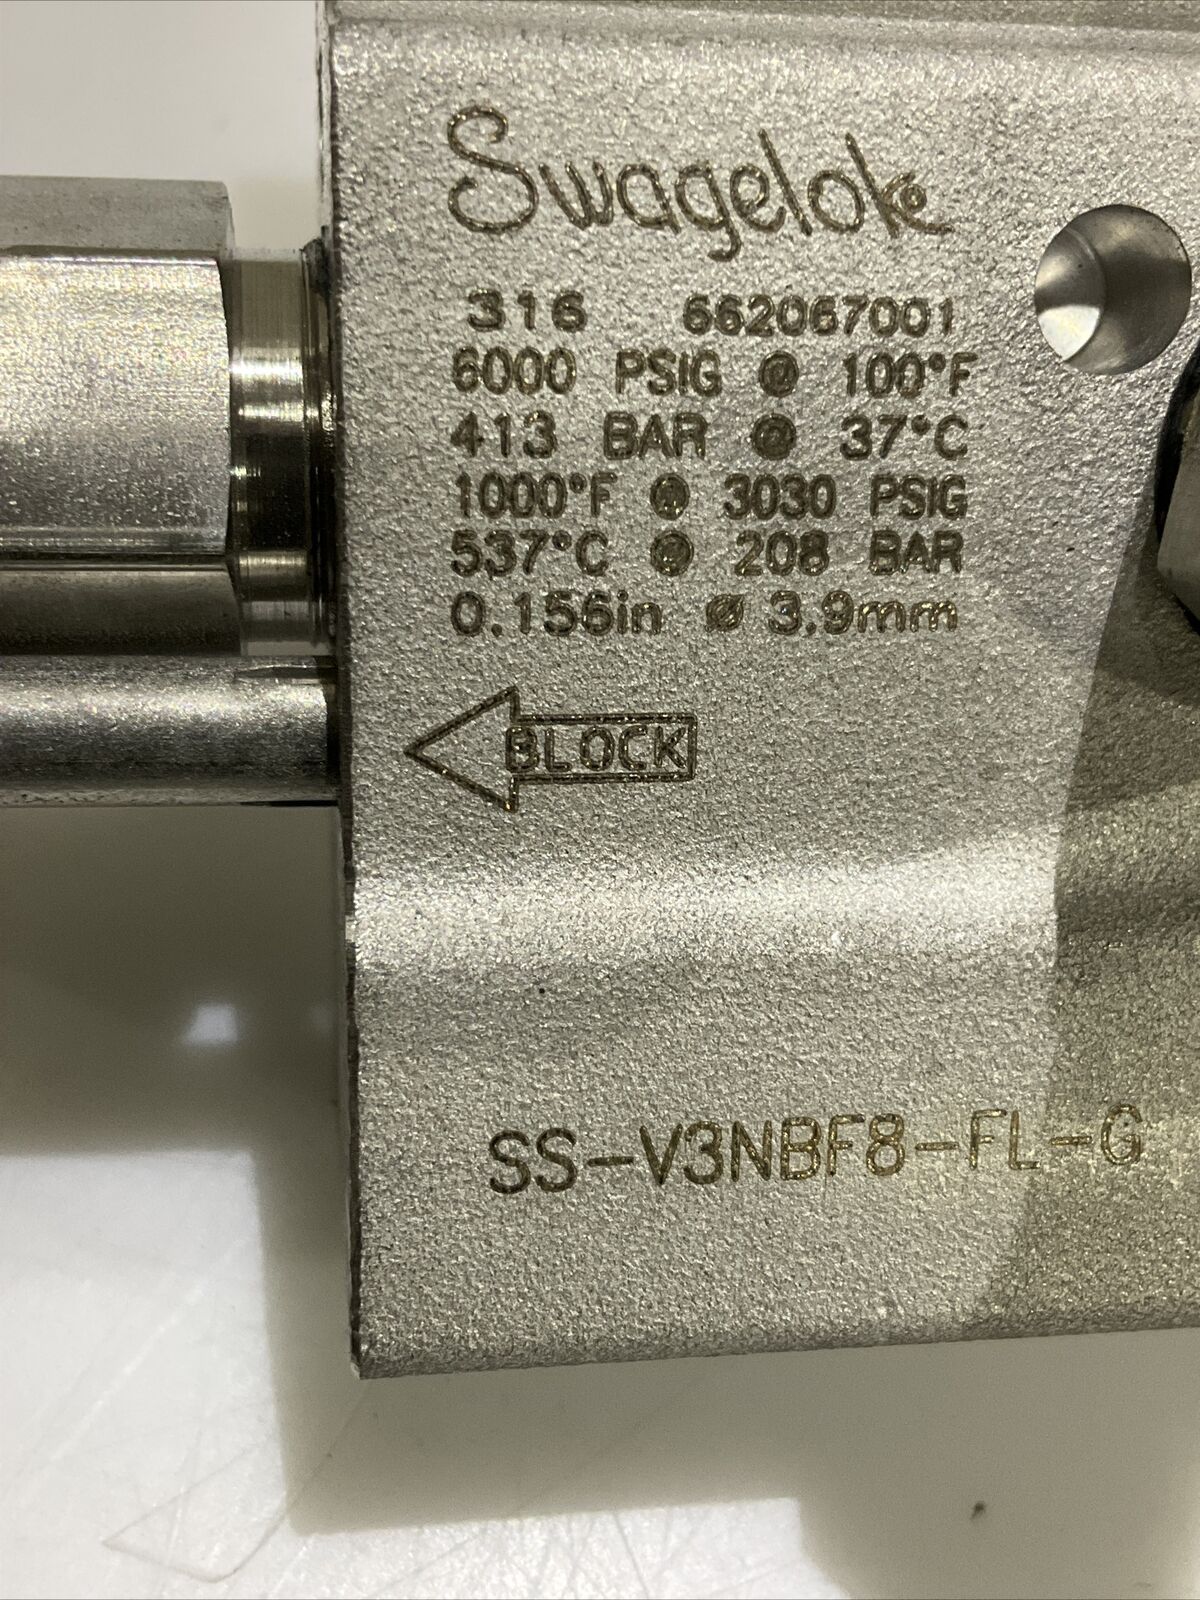 Swagelok®
316 662067001
6000 PSIG @ 100°F
413 BAR @ 37°C
1000°F @ 3030 PSIG
537°C @ 208 BAR
0.156in Ø 3.9mm
BLOCK
SS-V3NBF8-FL-G